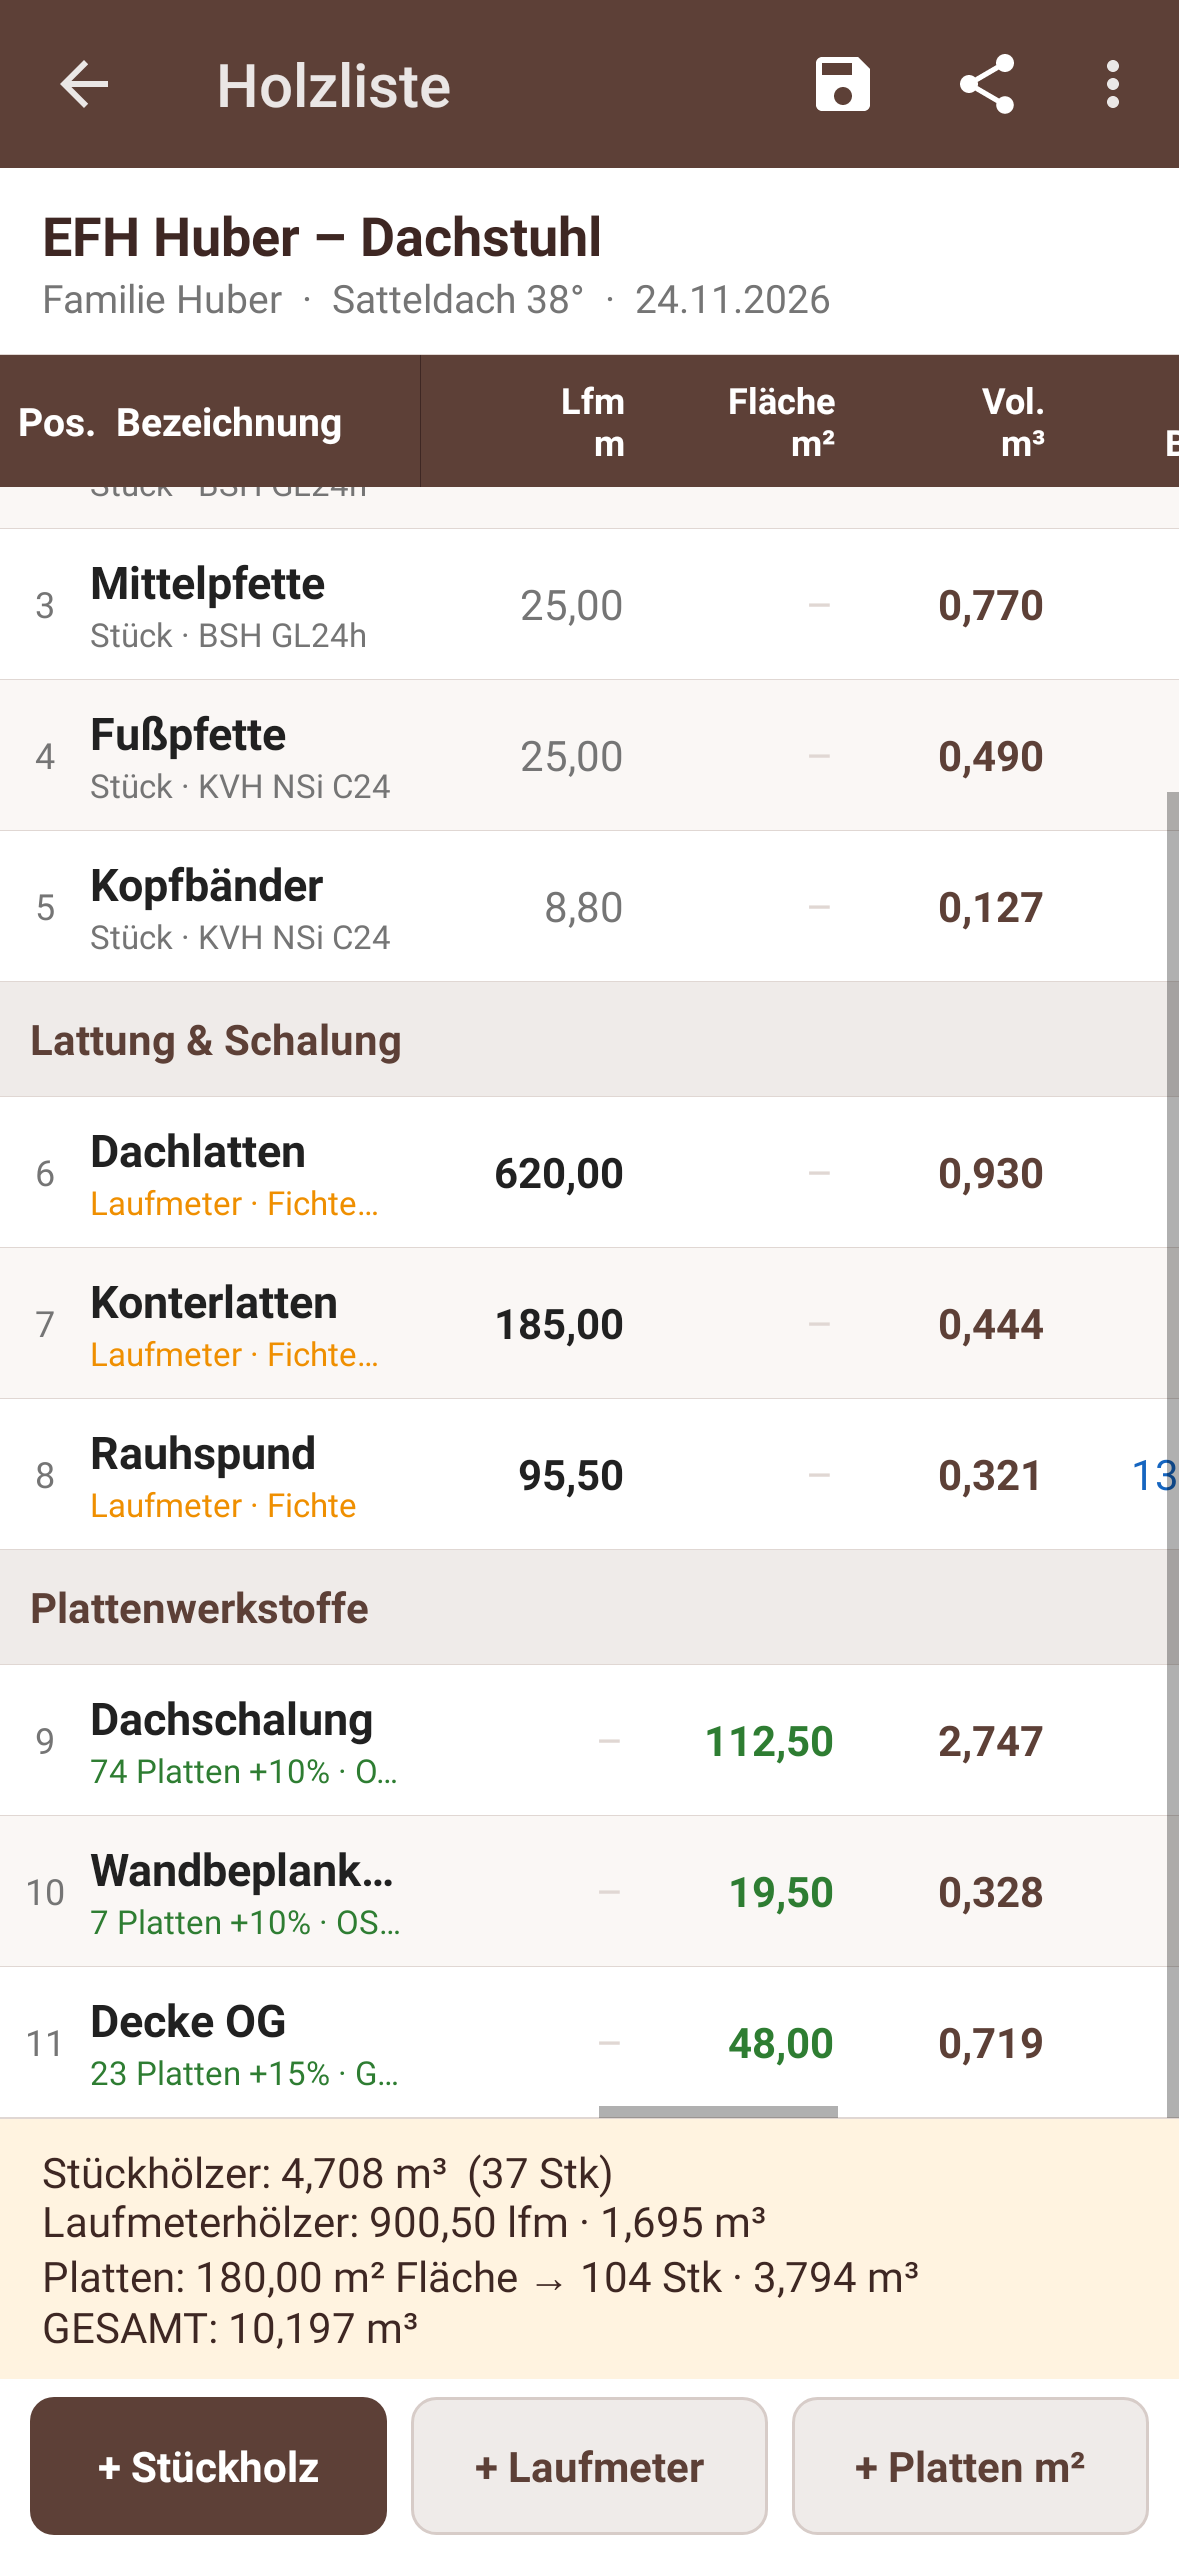 Holzliste
EFH Huber – Dachstuhl
Familie Huber · Satteldach 38° · 24.11.2026
Pos. Bezeichnung Lfm m Fläche m² Vol. m³
Stück · BSH GL24h
3 Mittelpfette 25,00 – 0,770
Stück · BSH GL24h
4 Fußpfette 25,00 – 0,490
Stück · KVH NSi C24
5 Kopfbänder 8,80 – 0,127
Stück · KVH NSi C24
Lattung & Schalung
6 Dachlatten 620,00 – 0,930
Laufmeter · Fichte...
7 Konterlatten 185,00 – 0,444
Laufmeter · Fichte...
8 Rauhspund 95,50 – 0,321 13
Laufmeter · Fichte
Plattenwerkstoffe
9 Dachschalung – 112,50 2,747
74 Platten +10% · O...
10 Wandbeplank... – 19,50 0,328
7 Platten +10% · OS...
11 Decke OG – 48,00 0,719
23 Platten +15% · G...
Stückhölzer: 4,708 m³ (37 Stk)
Laufmeterhölzer: 900,50 lfm · 1,695 m³
Platten: 180,00 m² Fläche → 104 Stk · 3,794 m³
GESAMT: 10,197 m³
+ Stückholz + Laufmeter + Platten m²